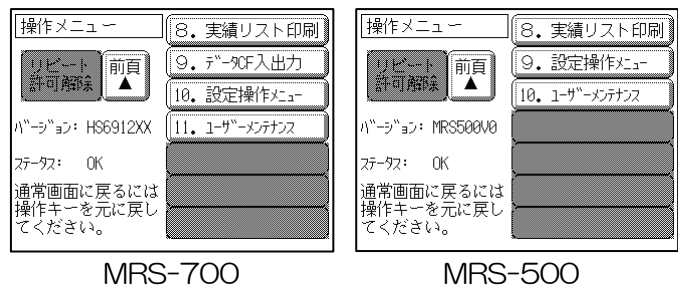 操作メニュー
8. 実績リスト印刷
リピート
許可解除
前頁
▲
9. ﾃﾞｰﾀCF入出力
10. 設定操作ﾒﾆｭｰ
ﾊﾞｰｼﾞｮﾝ: HS6912XX
11. ﾕｰｻﾞｰﾒﾝﾃﾅﾝｽ
ｽﾃｰﾀｽ: OK
通常画面に戻るには
操作キーを元に戻し
てください。
MRS-700
操作メニュー
8. 実績リスト印刷
リピート
許可解除
前頁
▲
9. 設定操作ﾒﾆｭｰ
10. ﾕｰｻﾞｰﾒﾝﾃﾅﾝｽ
ﾊﾞｰｼﾞｮﾝ: MRS500V0
ｽﾃｰﾀｽ: OK
通常画面に戻るには
操作キーを元に戻し
てください。
MRS-500